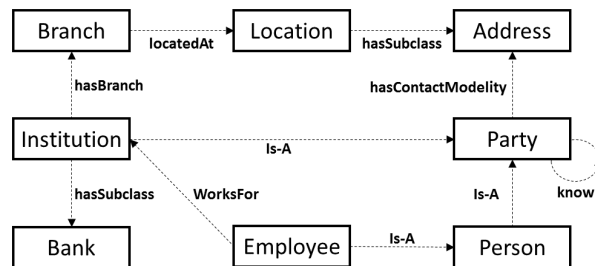 Branch
locatedAt
Location
hasSubclass
Address
hasBranch
hasContactModelity
Institution
Is-A
Party
hasSubclass
WorksFor
Is-A
know
Bank
Employee
Is-A
Person